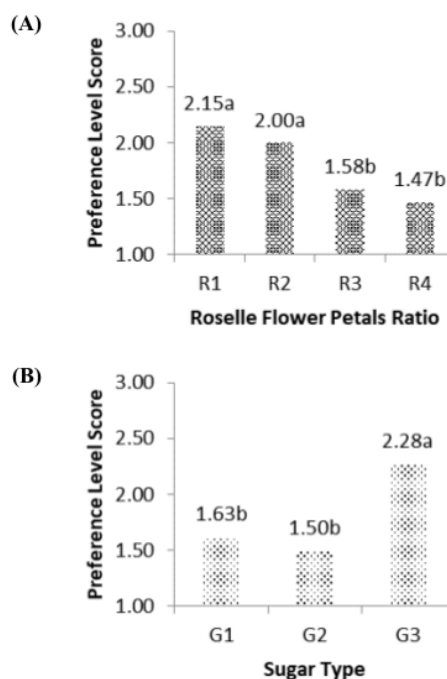 (A)
Preference Level Score
3.00
2.50
2.00
1.50
1.00
2.15a
2.00a
1.58b
1.47b
R1 R2 R3 R4
Roselle Flower Petals Ratio
(B)
Preference Level Score
3.00
2.50
2.00
1.50
1.00
1.63b
1.50b
2.28a
G1 G2 G3
Sugar Type